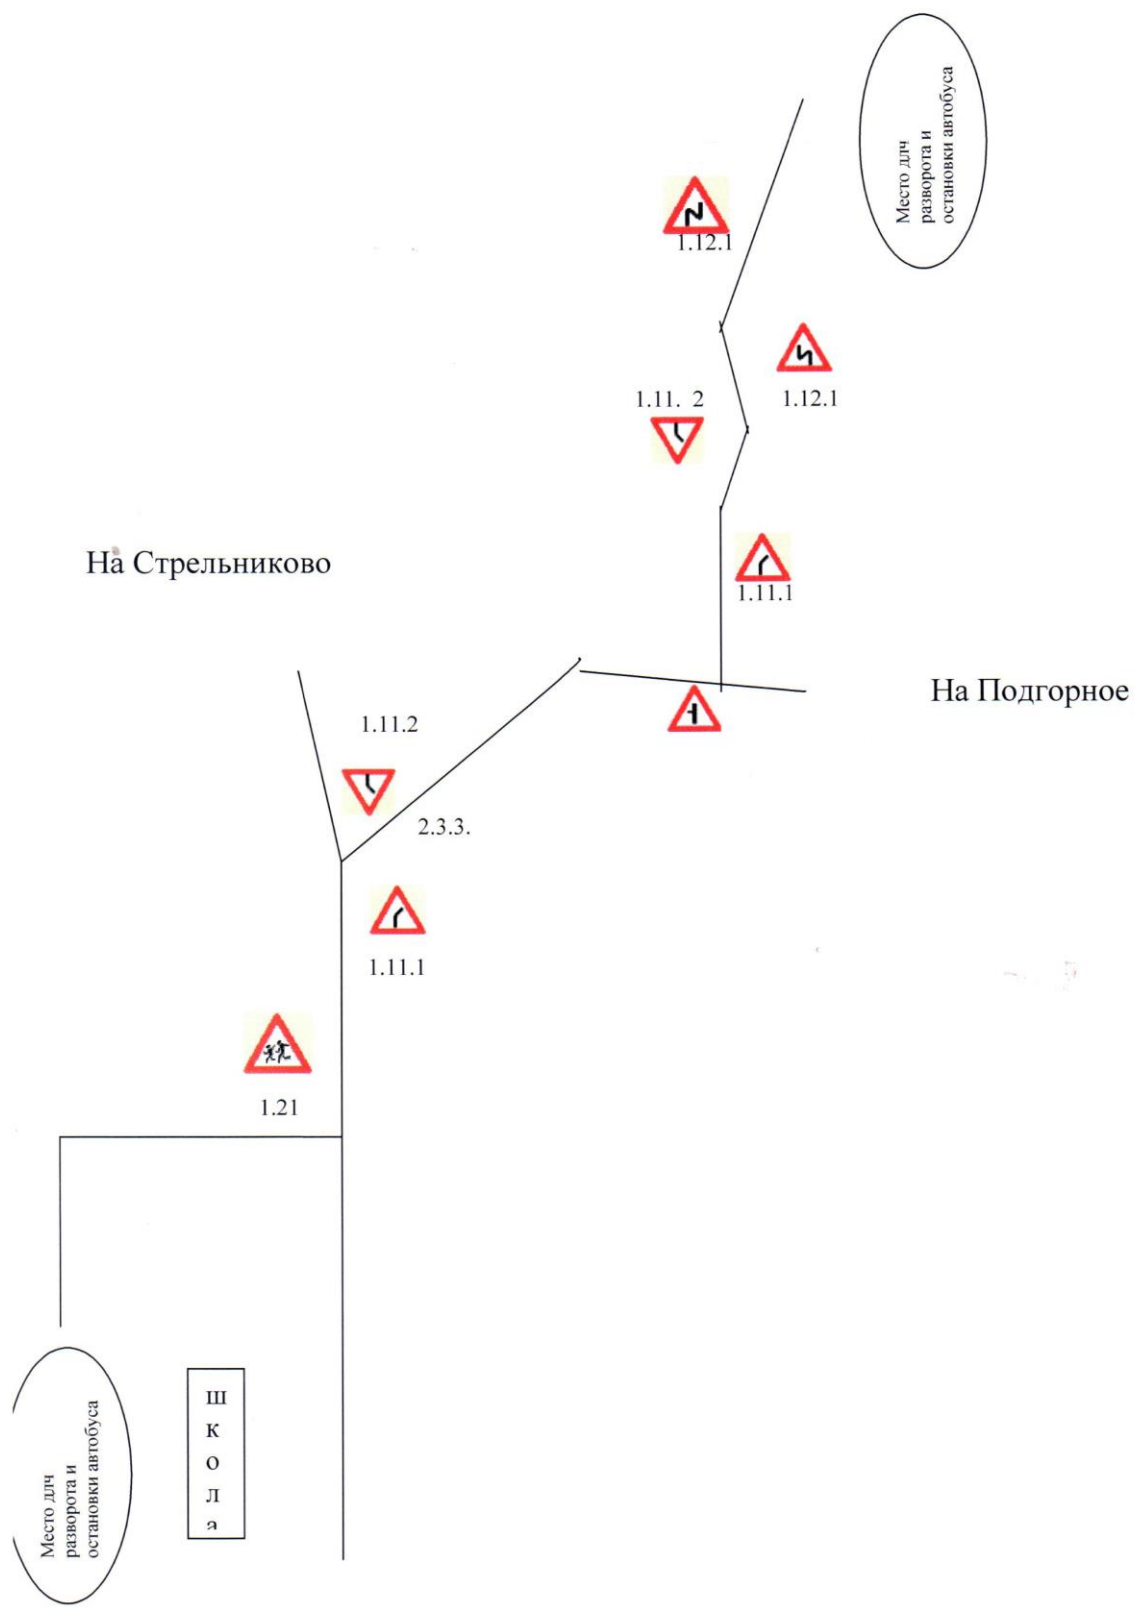 Место длч
разворота и
остановки автобуса
1.12.1
1.12.1
1.11. 2
На Стрельниково
1.11.1
На Подгорное
1.11.2
2.3.3.
1.11.1
1.21
Место длч
разворота и
остановки автобуса
ш
к
о
л
а